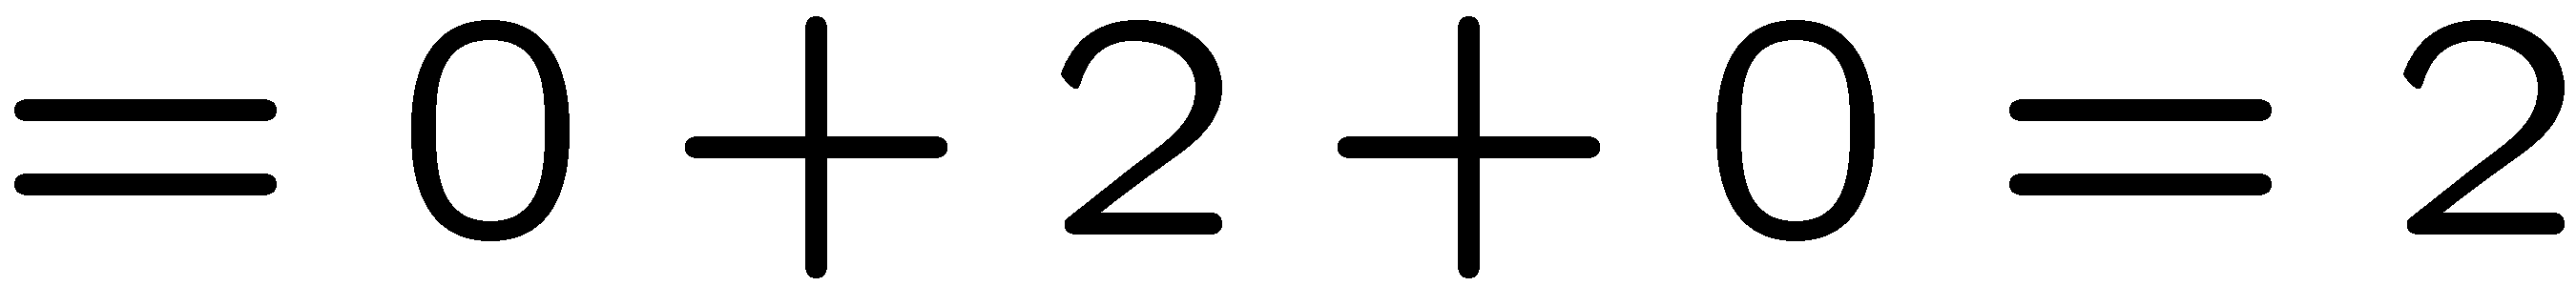 = 0 + 2 + 0 = 2